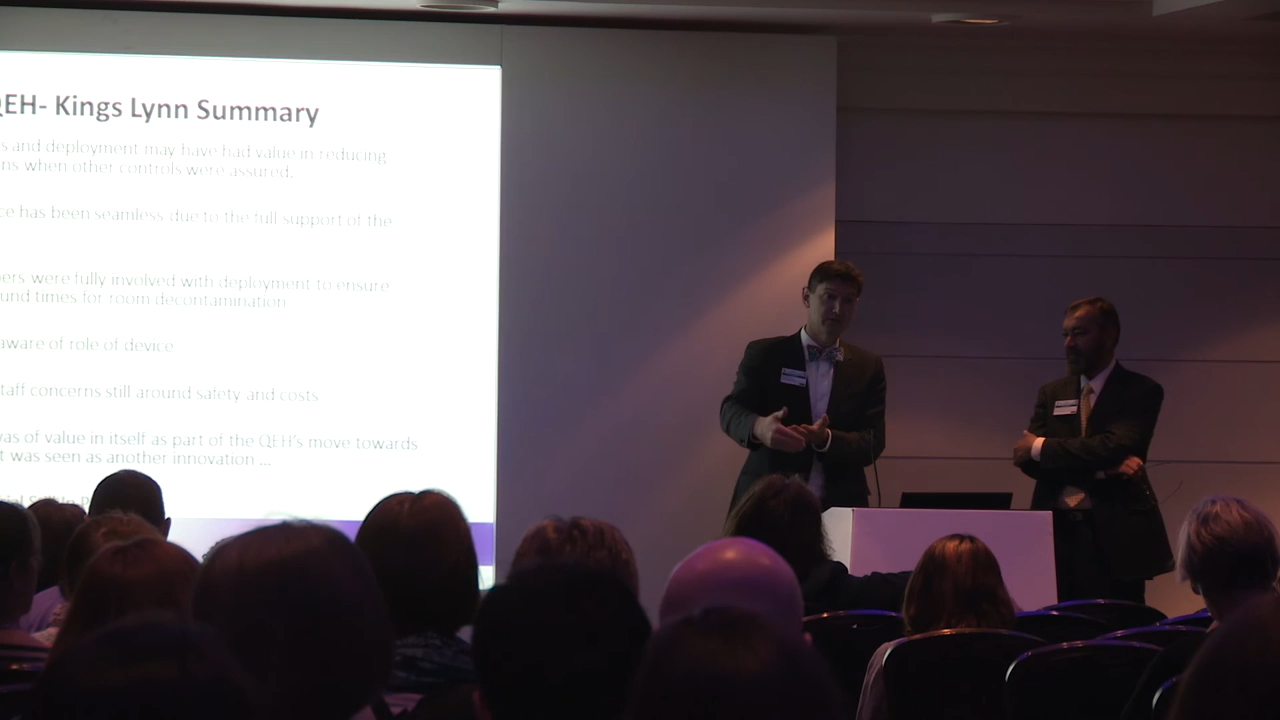 QEH- Kings Lynn Summary
s and deployment may have had value in reducing
ns when other controls were assured.
ce has been seamless due to the full support of the
ers were fully involved with deployment to ensure
und times for room decontamination
aware of role of device
taff concerns still around safety and costs
was of value in itself as part of the QEH's move towards
t was seen as another innovation ...